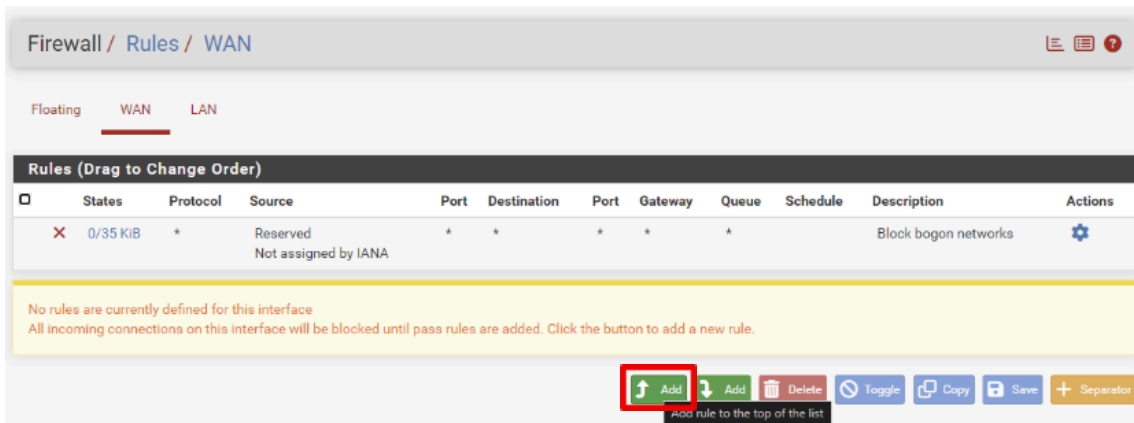 Firewall / Rules / WAN
Floating WAN LAN
Rules (Drag to Change Order)
States Protocol Source Port Destination Port Gateway Queue Schedule Description Actions
0/35 KiB * Reserved * * * * * Block bogon networks
Not assigned by IANA
No rules are currently defined for this interface
All incoming connections on this interface will be blocked until pass rules are added. Click the button to add a new rule.
Add Add Delete Toggle Copy Save Separator
Add rule to the top of the list